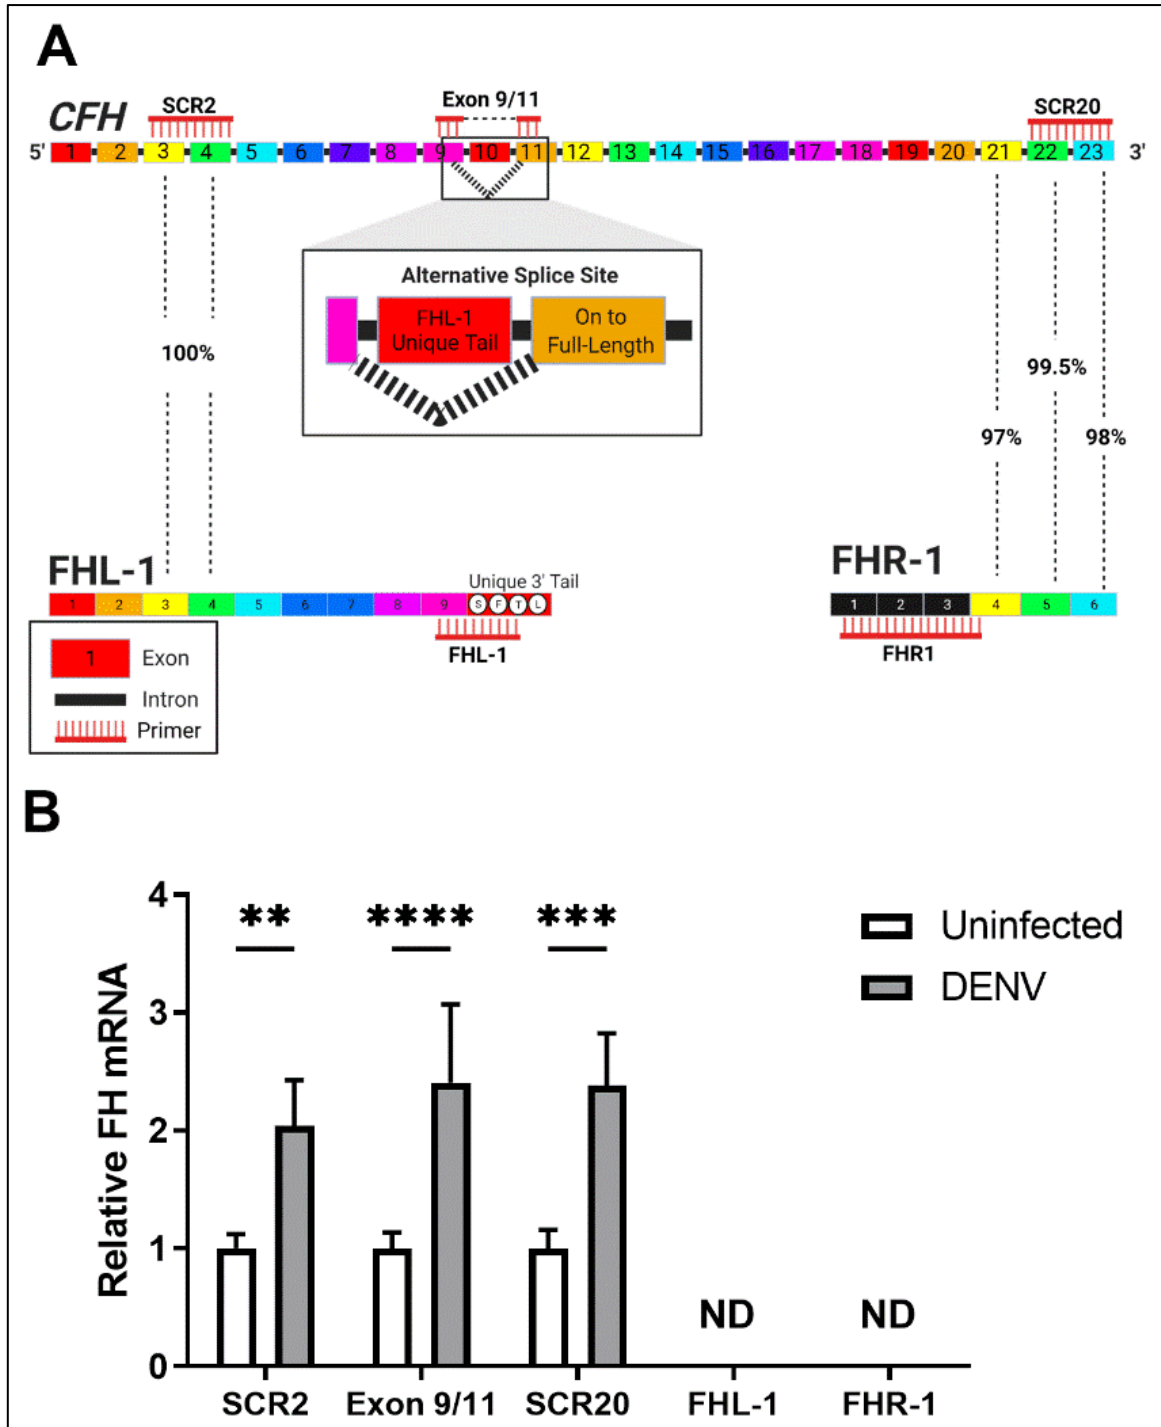 A
CFH
SCR2
Exon 9/11
SCR20
5' 1 2 3 4 5 6 7 8 9 10 11 12 13 14 15 16 17 18 19 20 21 22 23 3'
Alternative Splice Site
FHL-1
Unique Tail
On to
Full-Length
100%
99.5%
97%
98%
FHL-1
Unique 3' Tail
1 2 3 4 5 6 7 8 9 S F T L
FHL-1
FHR-1
1 2 3 4 5 6
FHR1
1 Exon
Intron
Primer
B
Relative FH mRNA
4
3
2
1
0
** **** ***
ND ND
SCR2 Exon 9/11 SCR20 FHL-1 FHR-1
Uninfected
DENV